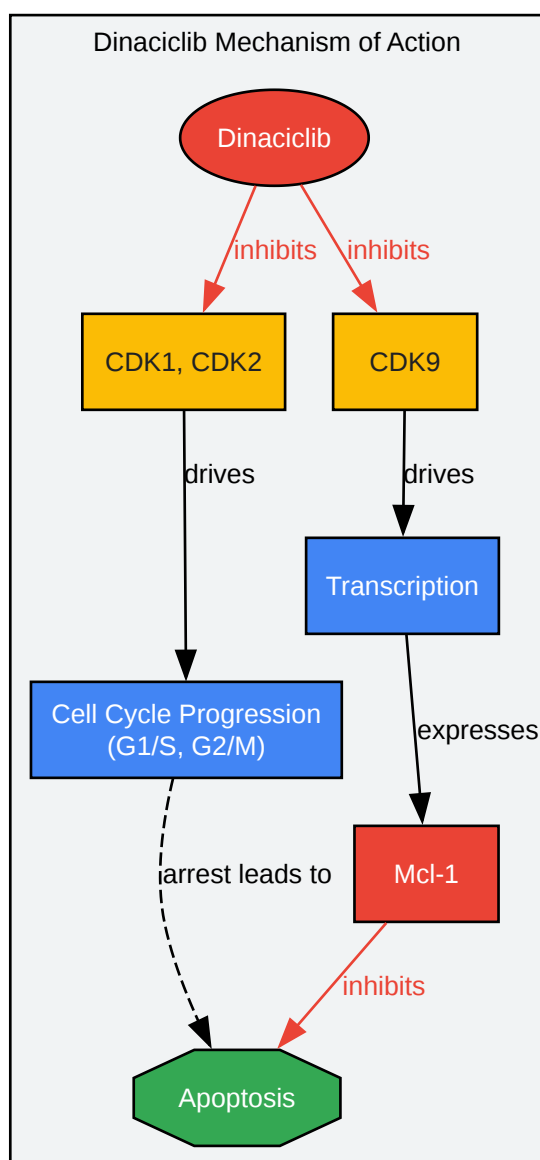 Dinaciclib Mechanism of Action
Dinaciclib
inhibits
inhibits
CDK1, CDK2
CDK9
drives
drives
Transcription
Cell Cycle Progression
(G1/S, G2/M)
expresses
arrest leads to
Mcl-1
inhibits
Apoptosis